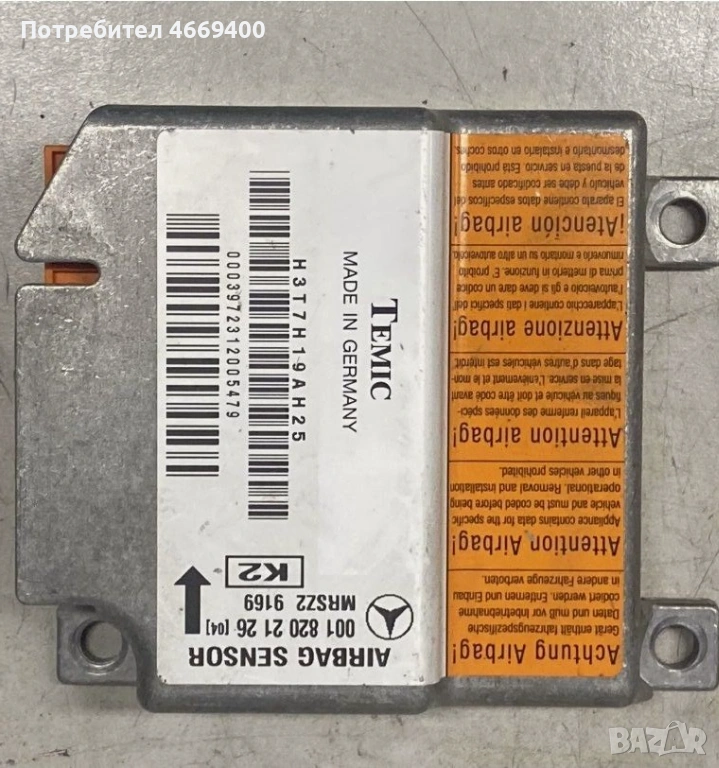 Потребител 4669400
AIRBAG SENSOR
001 820 21 26 [04]
MRSZ2 9169
K2
TEMIC
MADE IN GERMANY
H3T7H19AH25
0003972312005479
Achtung Airbag!
Gerät enthält fahrzeugspezifische
Daten und muß vor Inbetriebnahme
codiert werden. Entfernen und Einbau
in andere Fahrzeuge verboten.
Attention Airbag!
Appliance contains data for the specific
vehicle and must be coded before being
operational. Removal and installation
in other vehicles prohibited.
Attention airbag!
L'appareil renferme des données spéci-
fiques au véhicule et doit être codé avant
la mise en service. L'enlèvement et le mon-
tage dans d'autres véhicules est interdit.
Attenzione airbag!
L'apparecchio contiene i dati specifici dell'
l'autoveicolo e gli si deve dare un codice
prima di metterlo in funzione. E' proibito
rimuoverlo e montarlo su un altro autoveicolo.
¡Atención airbag!
El aparato contiene datos específicos del
vehículo y debe ser codificado antes
de la puesta en servicio. Está prohibido
desmontarlo e instalarlo en otros coches.
BAZAR